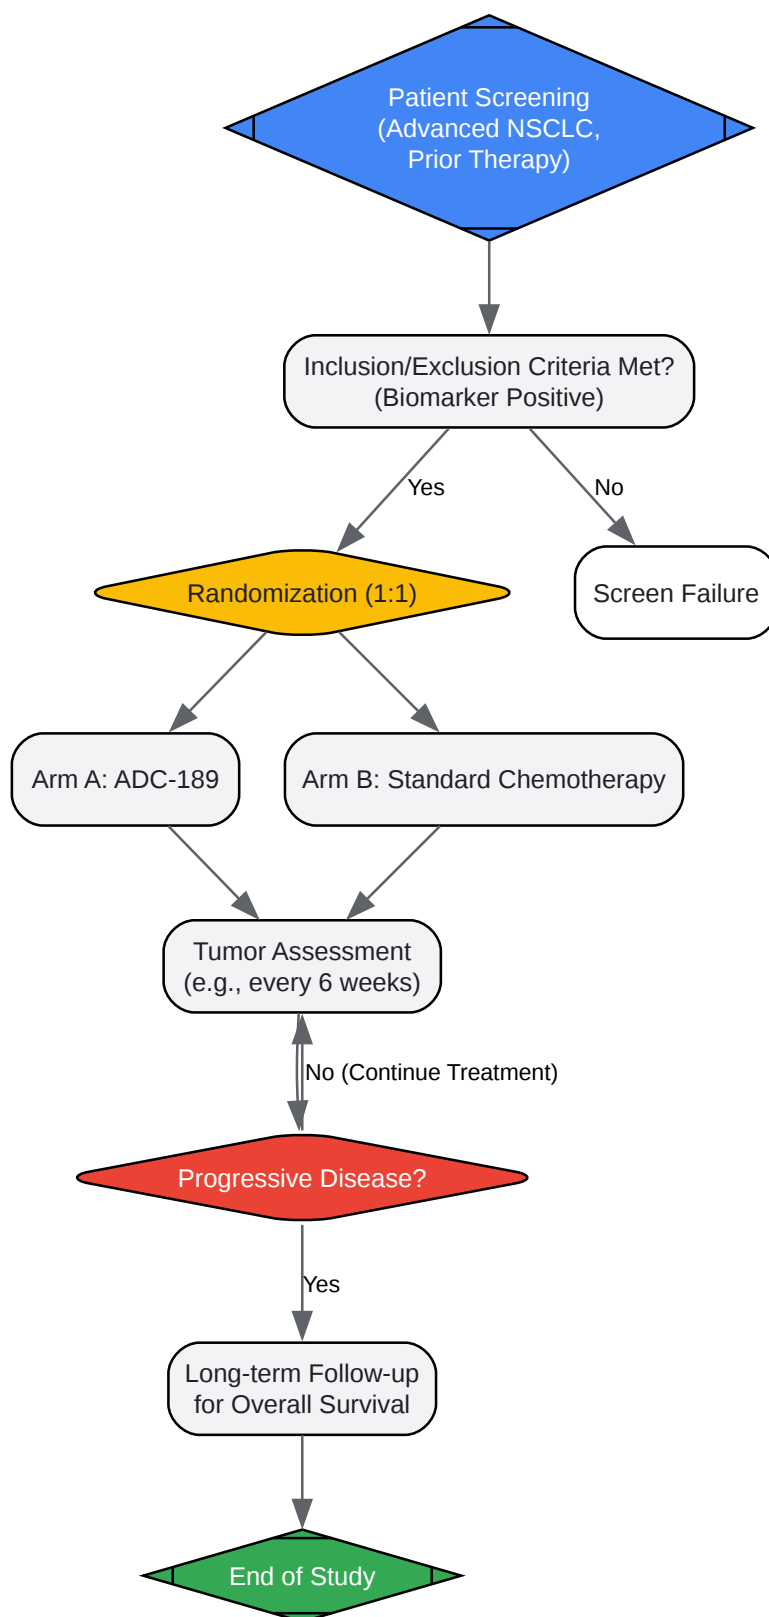 Patient Screening
(Advanced NSCLC,
Prior Therapy)
Inclusion/Exclusion Criteria Met?
(Biomarker Positive)
Yes
No
Randomization (1:1)
Screen Failure
Arm A: ADC-189
Arm B: Standard Chemotherapy
Tumor Assessment
(e.g., every 6 weeks)
No (Continue Treatment)
Progressive Disease?
Yes
Long-term Follow-up
for Overall Survival
End of Study